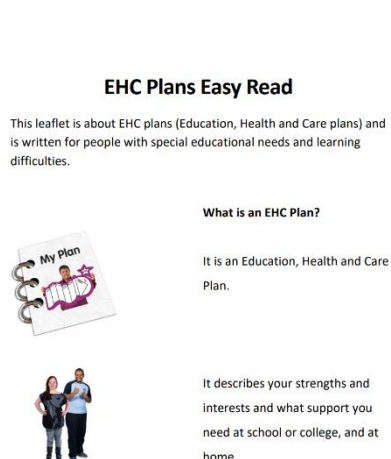 EHC Plans Easy Read
This leaflet is about EHC plans (Education, Health and Care plans) and
is written for people with special educational needs and learning
difficulties.
What is an EHC Plan?
My Plan
It is an Education, Health and Care
Plan.
It describes your strengths and
interests and what support you
need at school or college, and at
home.